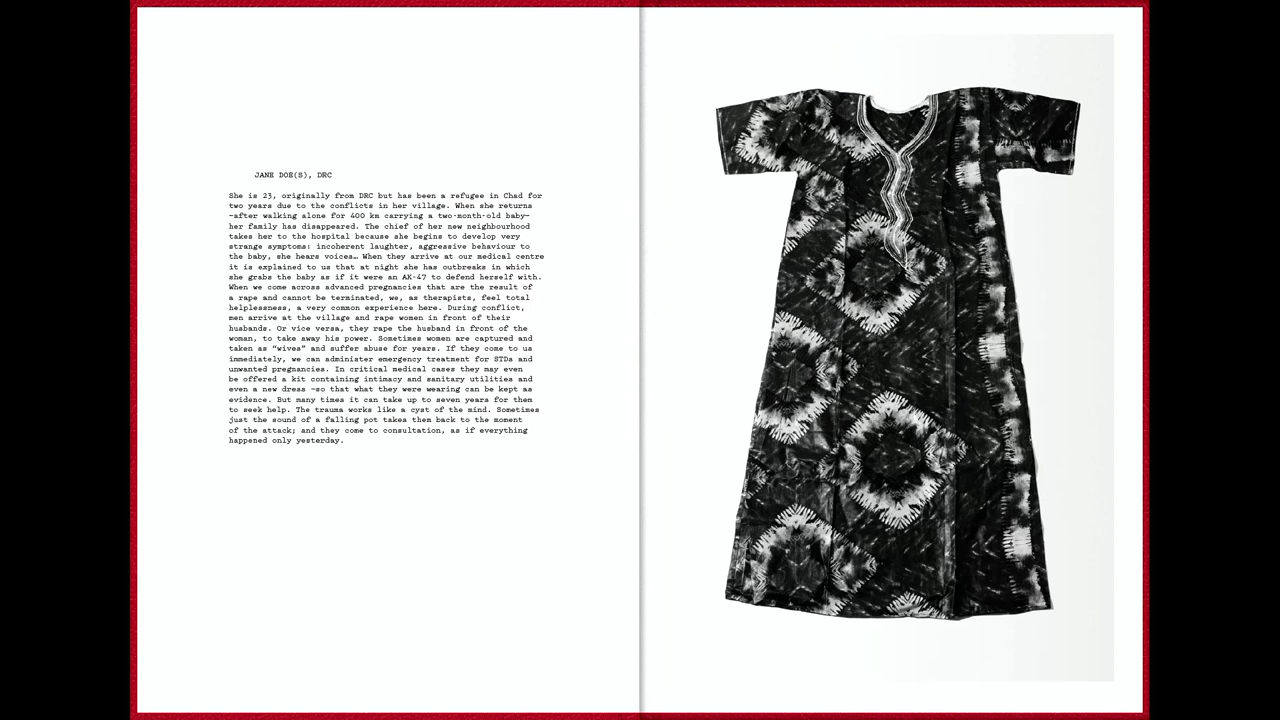 JANE DOE(S), DRC
She is 23, originally from DRC but has been a refugee in Chad for
two years due to the conflicts in her village. When she returns
—after walking alone for 400 km carrying a two-month-old baby—
her family has disappeared. The chief of her new neighbourhood
takes her to the hospital because she begins to develop very
strange symptoms: incoherent laughter, aggressive behaviour to
the baby, she hears voices… When they arrive at our medical centre
it is explained to us that at night she has outbreaks in which
she grabs the baby as if it were an AK-47 to defend herself with.
When we come across advanced pregnancies that are the result of
a rape and cannot be terminated, we, as therapists, feel total
helplessness, a very common experience here. During conflict,
men arrive at the village and rape women in front of their
husbands. Or vice versa, they rape the husband in front of the
woman, to take away his power. Sometimes women are captured and
taken as “wives” and suffer abuse for years. If they come to us
immediately, we can administer emergency treatment for STDs and
unwanted pregnancies. In critical medical cases they may even
be offered a kit containing intimacy and sanitary utilities and
even a new dress —so that what they were wearing can be kept as
evidence. But many times it can take up to seven years for them
to seek help. The trauma works like a cyst of the mind. Sometimes
just the sound of a falling pot takes them back to the moment
of the attack; and they come to consultation, as if everything
happened only yesterday.